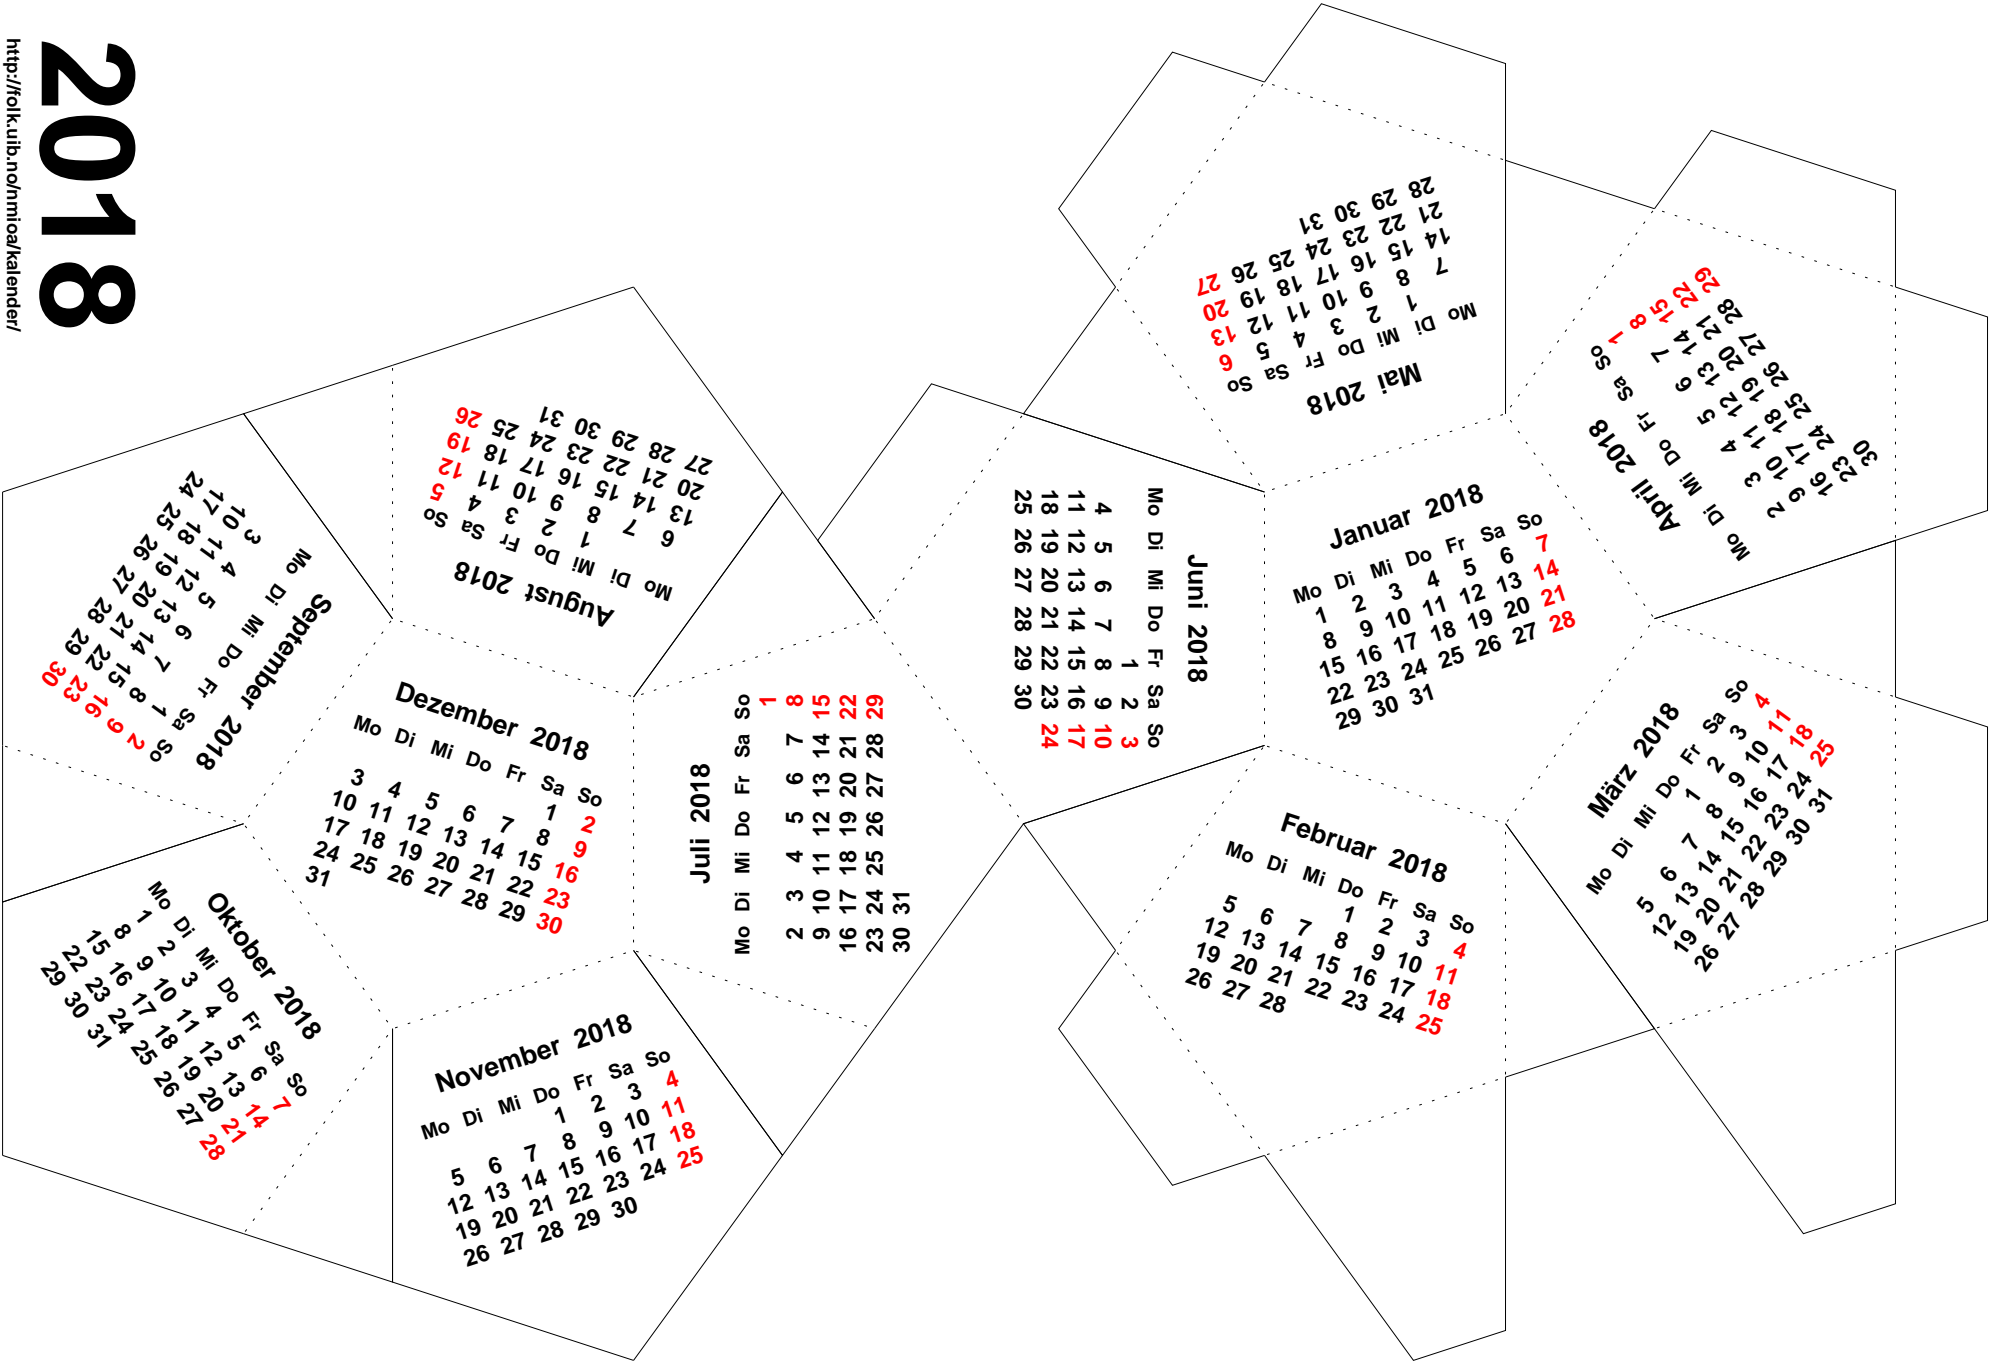 2018
http://folk.uib.no/nmioa/kalender/
Januar 2018
Mo Di Mi Do Fr Sa So
1 2 3 4 5 6 7
8 9 10 11 12 13 14
15 16 17 18 19 20 21
22 23 24 25 26 27 28
29 30 31
Februar 2018
Mo Di Mi Do Fr Sa So
1 2 3 4
5 6 7 8 9 10 11
12 13 14 15 16 17 18
19 20 21 22 23 24 25
26 27 28
März 2018
Mo Di Mi Do Fr Sa So
1 2 3 4
5 6 7 8 9 10 11
12 13 14 15 16 17 18
19 20 21 22 23 24 25
26 27 28 29 30 31
April 2018
Mo Di Mi Do Fr Sa So
1
2 3 4 5 6 7 8
9 10 11 12 13 14 15
16 17 18 19 20 21 22
23 24 25 26 27 28 29
30
Mai 2018
Mo Di Mi Do Fr Sa So
1 2 3 4 5 6
7 8 9 10 11 12 13
14 15 16 17 18 19 20
21 22 23 24 25 26 27
28 29 30 31
Juni 2018
Mo Di Mi Do Fr Sa So
1 2 3
4 5 6 7 8 9 10
11 12 13 14 15 16 17
18 19 20 21 22 23 24
25 26 27 28 29 30
Juli 2018
Mo Di Mi Do Fr Sa So
1
2 3 4 5 6 7 8
9 10 11 12 13 14 15
16 17 18 19 20 21 22
23 24 25 26 27 28 29
30 31
August 2018
Mo Di Mi Do Fr Sa So
1 2 3 4 5
6 7 8 9 10 11 12
13 14 15 16 17 18 19
20 21 22 23 24 25 26
27 28 29 30 31
September 2018
Mo Di Mi Do Fr Sa So
1 2
3 4 5 6 7 8 9
10 11 12 13 14 15 16
17 18 19 20 21 22 23
24 25 26 27 28 29 30
Oktober 2018
Mo Di Mi Do Fr Sa So
1 2 3 4 5 6 7
8 9 10 11 12 13 14
15 16 17 18 19 20 21
22 23 24 25 26 27 28
29 30 31
November 2018
Mo Di Mi Do Fr Sa So
1 2 3 4
5 6 7 8 9 10 11
12 13 14 15 16 17 18
19 20 21 22 23 24 25
26 27 28 29 30
Dezember 2018
Mo Di Mi Do Fr Sa So
1 2
3 4 5 6 7 8 9
10 11 12 13 14 15 16
17 18 19 20 21 22 23
24 25 26 27 28 29 30
31